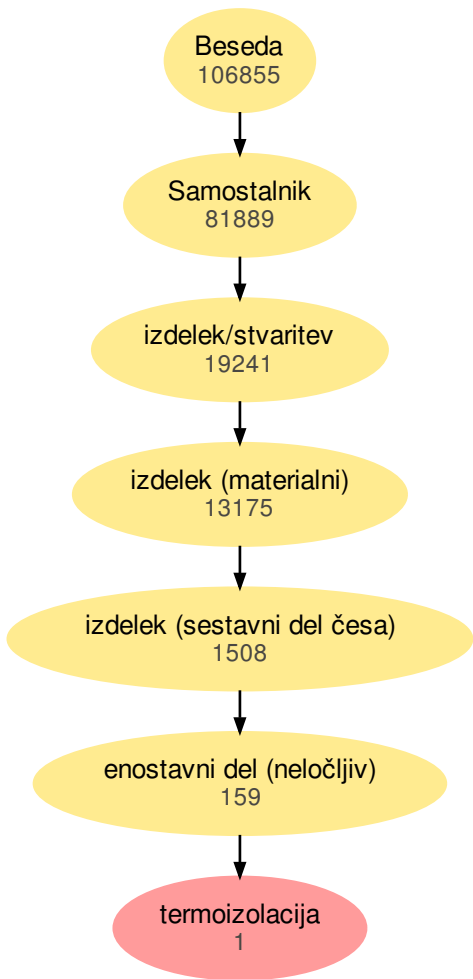 Beseda
106855
Samostalnik
81889
izdelek/stvaritev
19241
izdelek (materialni)
13175
izdelek (sestavni del česa)
1508
enostavni del (neločljiv)
159
termoizolacija
1